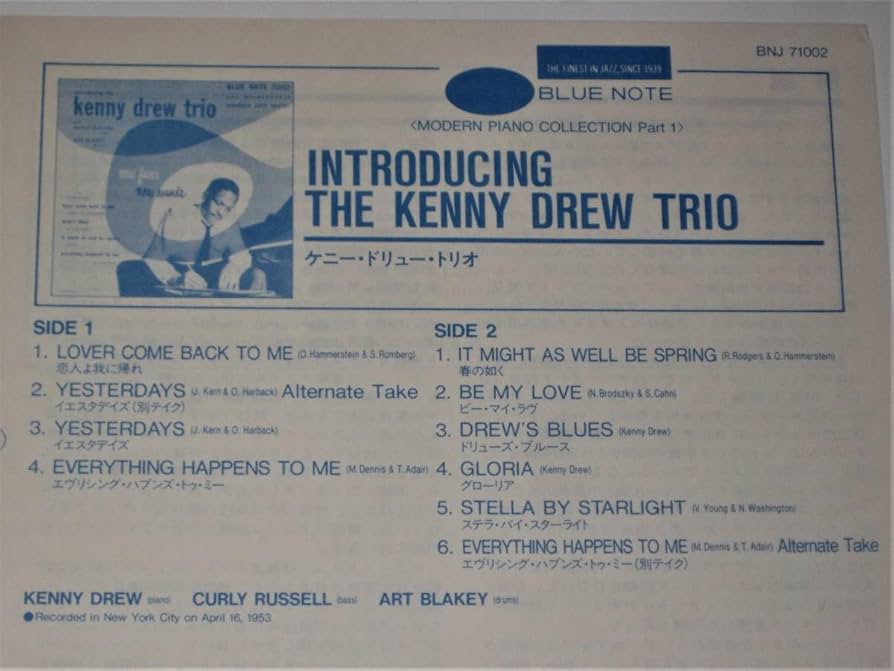 BNJ 71002
THE FINEST IN JAZZ, SINCE 1939
BLUE NOTE
〈MODERN PIANO COLLECTION Part 1〉
INTRODUCING
THE KENNY DREW TRIO
ケニー・ドリュー・トリオ
kenny drew trio
BLUE NOTE
new faces
new sounds
SIDE 1
1. LOVER COME BACK TO ME (O. Hammerstein & S. Romberg)
恋人よ我に帰れ
2. YESTERDAYS (J. Kern & O. Harback) Alternate Take
イエスタデイズ(別テイク)
3. YESTERDAYS (J. Kern & O. Harback)
イエスタデイズ
4. EVERYTHING HAPPENS TO ME (M. Dennis & T. Adair)
エヴリシング・ハプンズ・トゥ・ミー
SIDE 2
1. IT MIGHT AS WELL BE SPRING (R. Rodgers & O. Hammerstein)
春の如く
2. BE MY LOVE (N. Brodszky & S. Cahn)
ビー・マイ・ラヴ
3. DREW'S BLUES (Kenny Drew)
ドリューズ・ブルース
4. GLORIA (Kenny Drew)
グローリア
5. STELLA BY STARLIGHT (V. Young & N. Washington)
ステラ・バイ・スターライト
6. EVERYTHING HAPPENS TO ME (M. Dennis & T. Adair) Alternate Take
エヴリシング・ハプンズ・トゥ・ミー(別テイク)
KENNY DREW (piano) CURLY RUSSELL (bass) ART BLAKEY (drums)
●Recorded in New York City on April 16, 1953